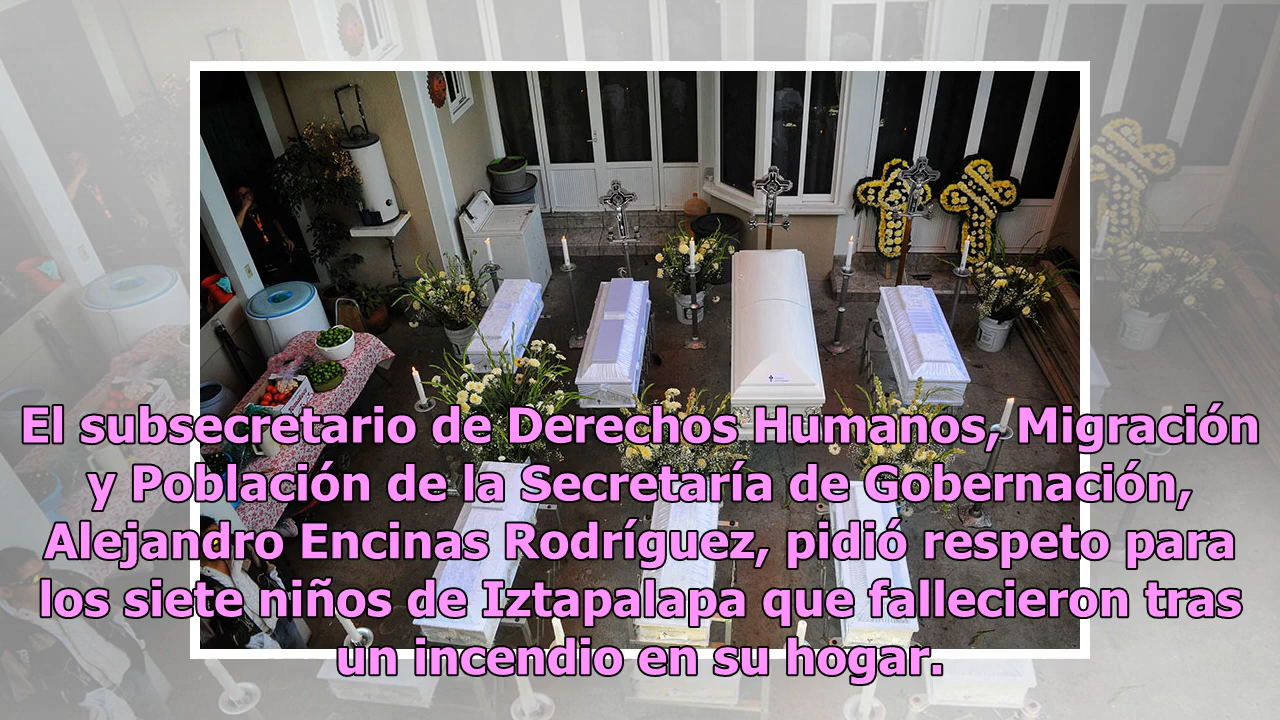 El subsecretario de Derechos Humanos, Migración
y Población de la Secretaría de Gobernación,
Alejandro Encinas Rodríguez, pidió respeto para
los siete niños de Iztapalapa que fallecieron tras
un incendio en su hogar.